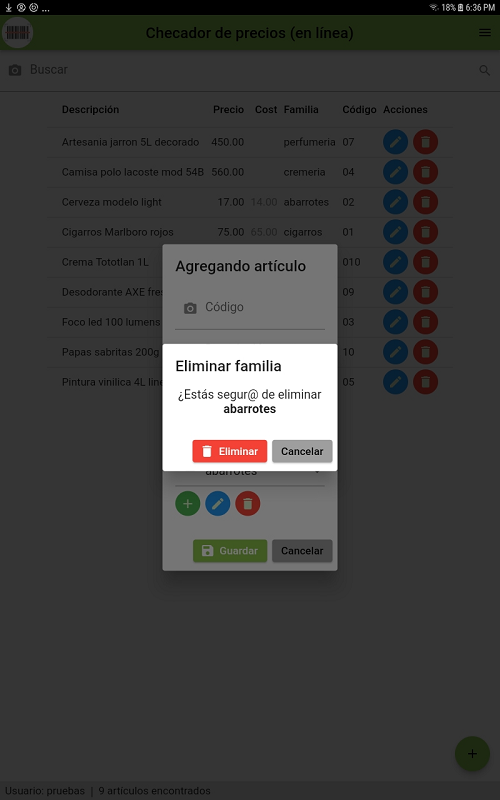 ... 18% 6:36 PM
Checador de precios (en línea)
Buscar
Descripción Precio Cost Familia Código Acciones
Artesania jarron 5L decorado 450.00 perfumeria 07
Camisa polo lacoste mod 54B 560.00 cremeria 04
Cerveza modelo light 17.00 14.00 abarrotes 02
Cigarros Marlboro rojos 75.00 65.00 cigarros 01
Crema Tototlan 1L 010
Desodorante AXE 09
Foco led 100 lumens 03
Papas sabritas 200g 10
Pintura vinilica 4L 05
Agregando artículo
Código
Eliminar familia
¿Estás segur@ de eliminar
abarrotes
Eliminar Cancelar
abarrotes
Guardar Cancelar
Usuario: pruebas | 9 artículos encontrados